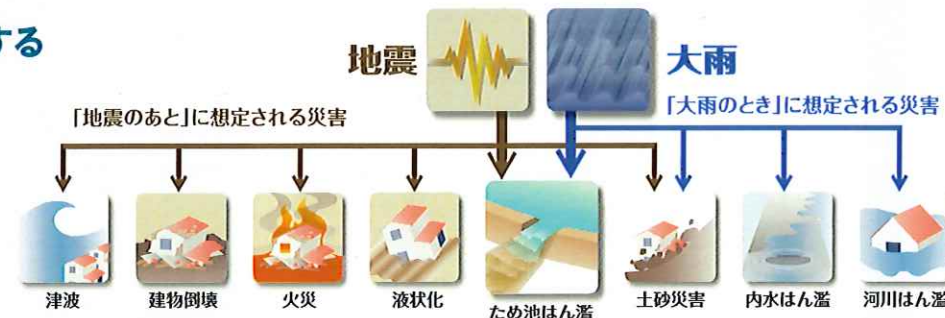 する
地震
大雨
「地震のあと」に想定される災害
「大雨のとき」に想定される災害
津波
建物倒壊
火災
液状化
ため池はん濫
土砂災害
内水はん濫
河川はん濫